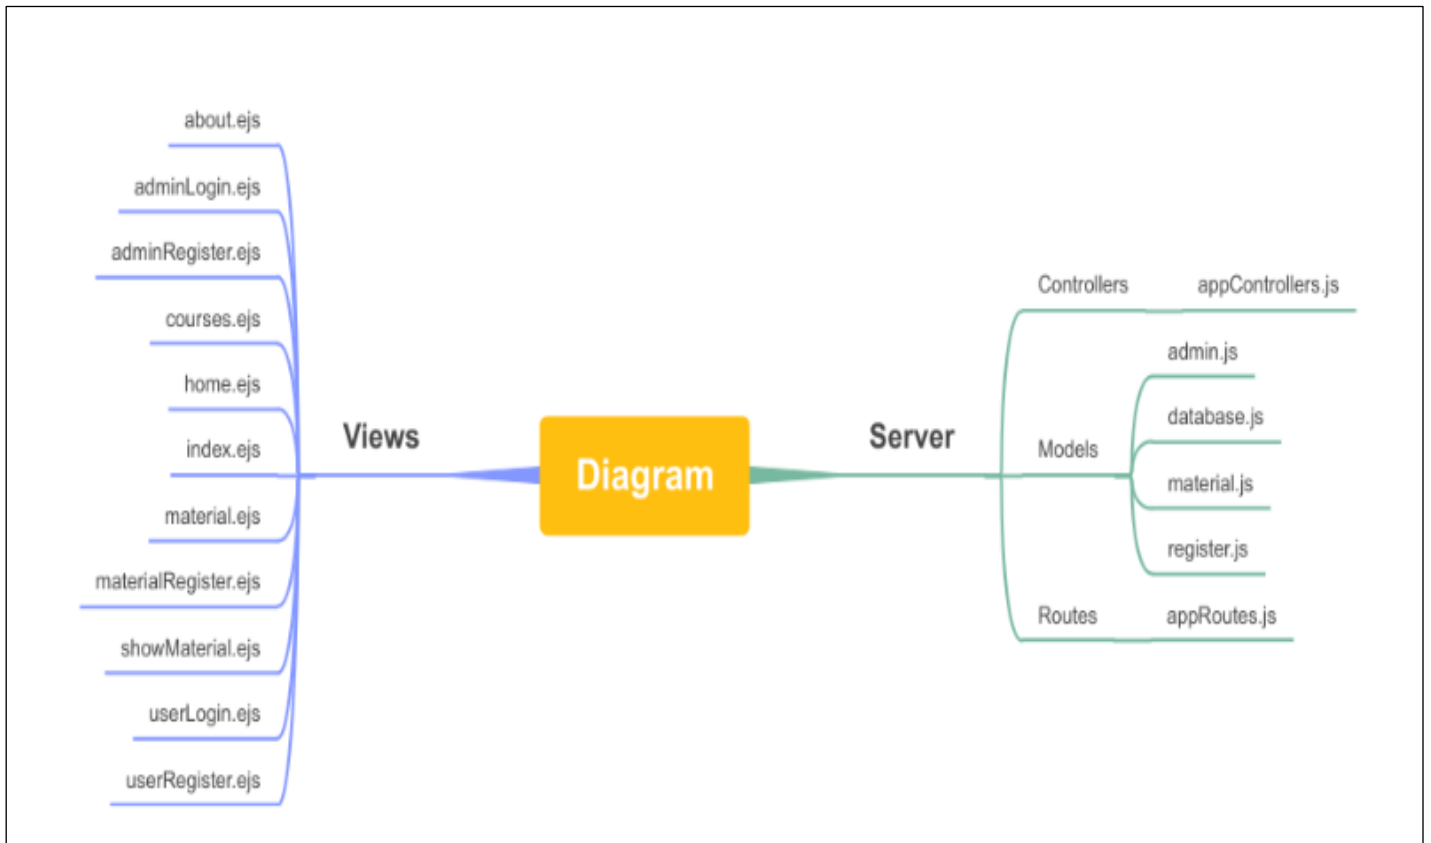 about.ejs
adminLogin.ejs
adminRegister.ejs
courses.ejs
home.ejs
index.ejs
material.ejs
materialRegister.ejs
showMaterial.ejs
userLogin.ejs
userRegister.ejs
Views
Diagram
Server
Controllers
appControllers.js
Models
admin.js
database.js
material.js
register.js
Routes
appRoutes.js